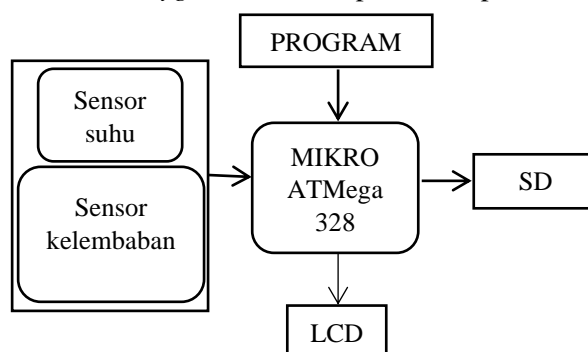 PROGRAM
Sensor
suhu
Sensor
kelembaban
MIKRO
ATMega
328
SD
LCD